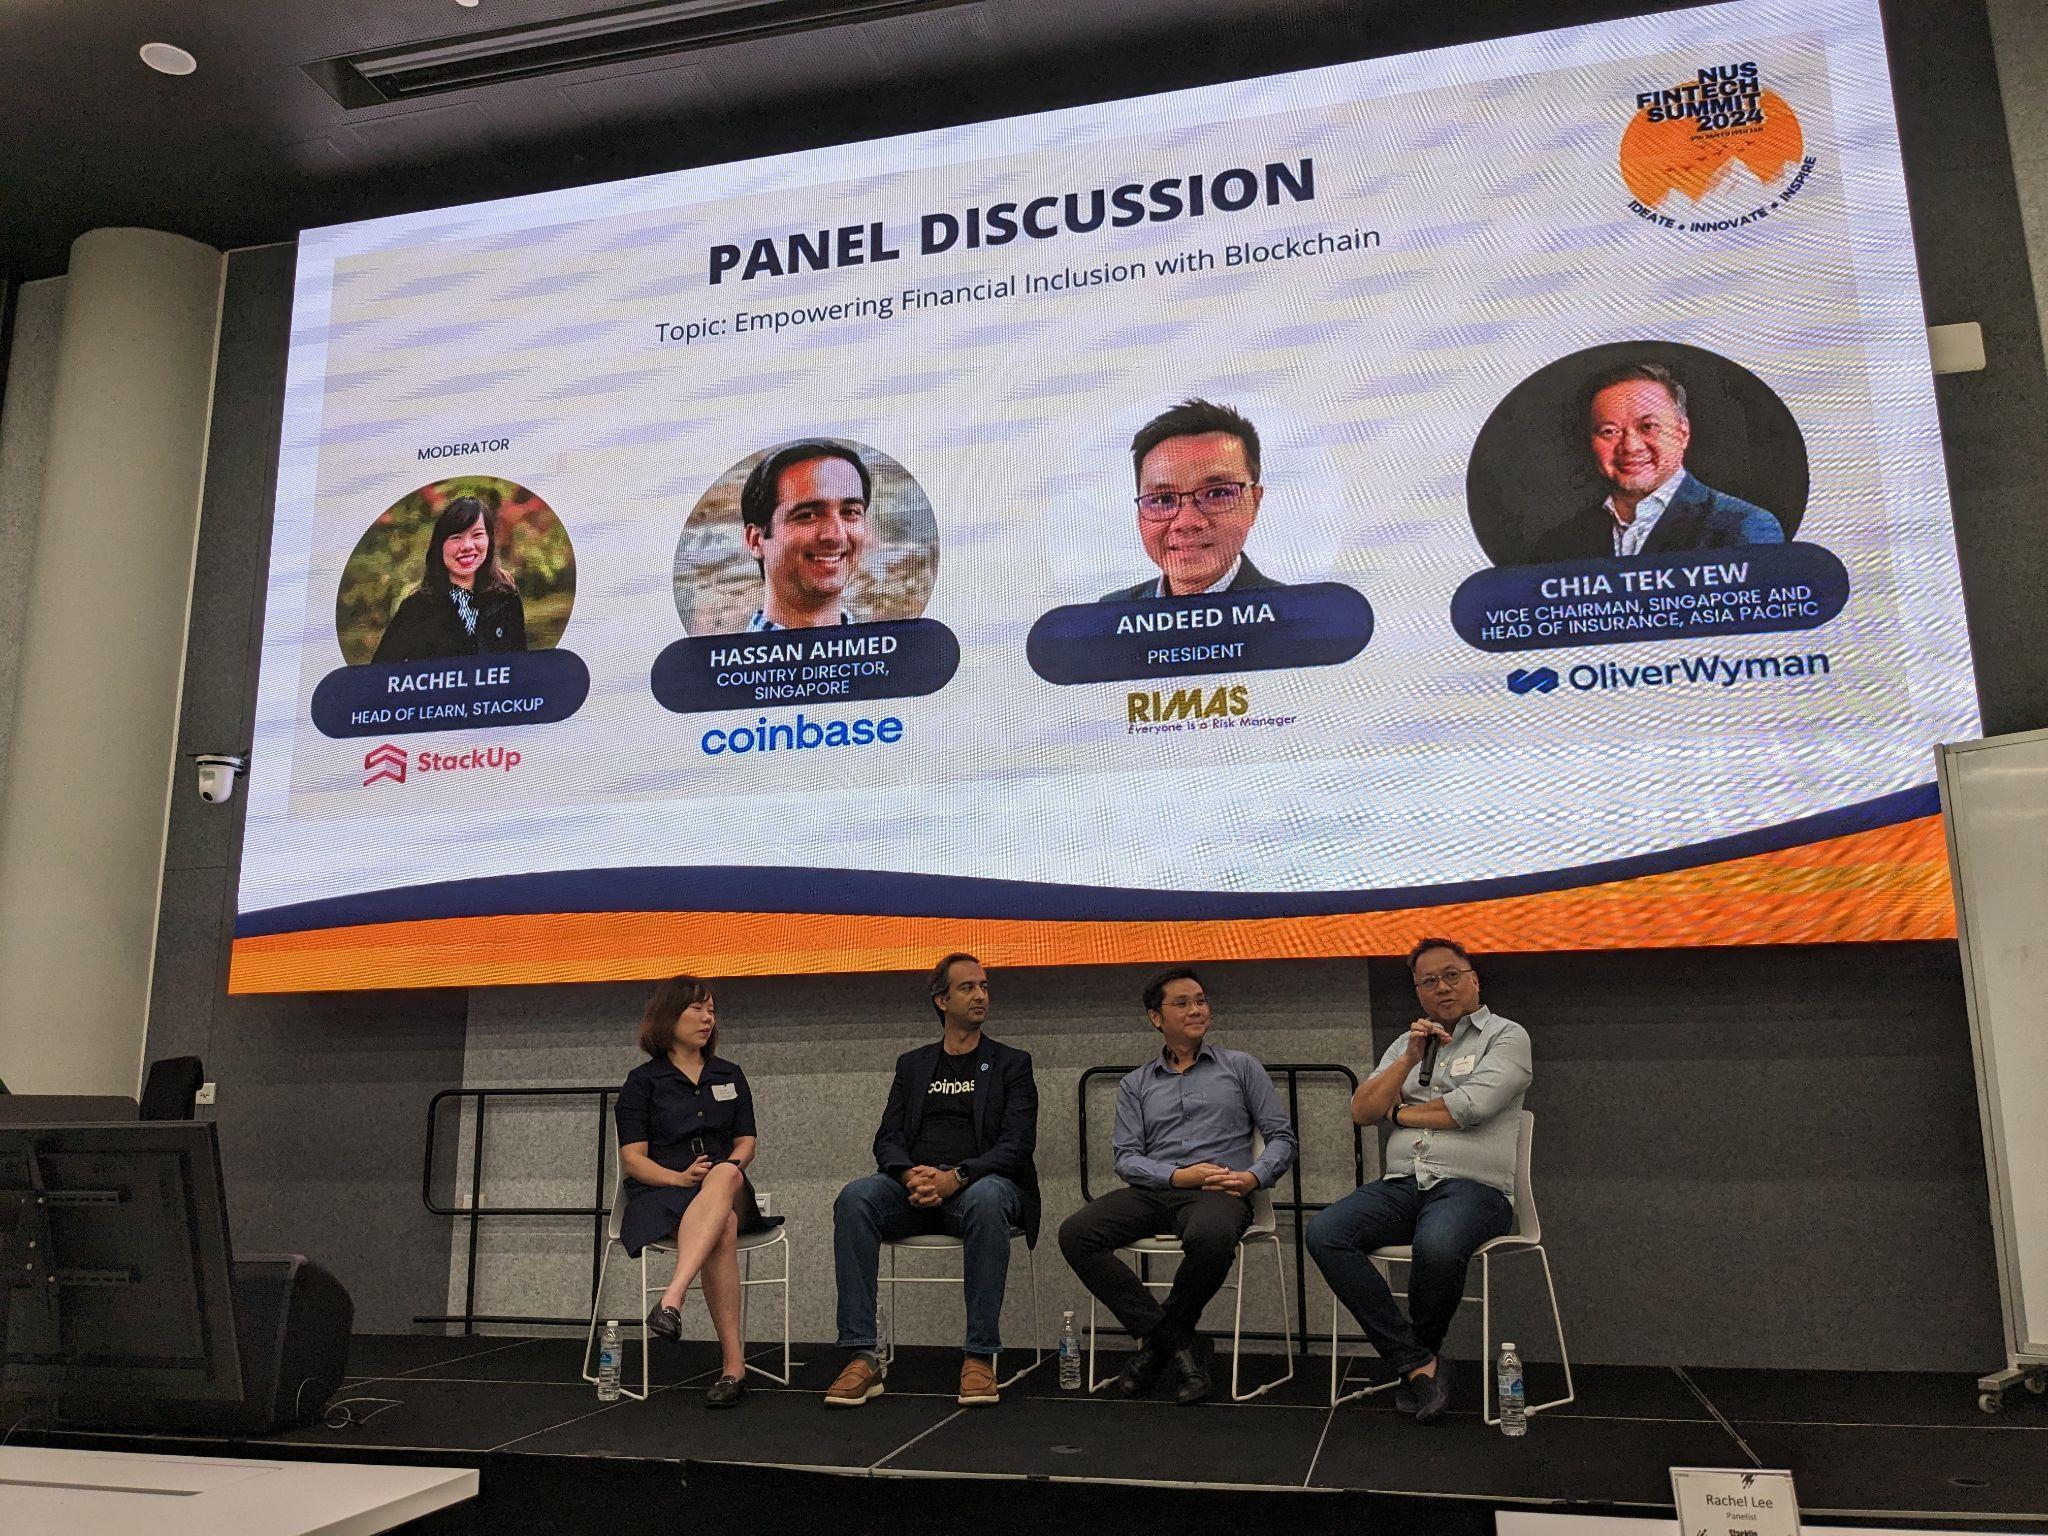 NUS
FINTECH
SUMMIT
2024
IDEATE • INNOVATE • INSPIRE
PANEL DISCUSSION
Topic: Empowering Financial Inclusion with Blockchain
MODERATOR
RACHEL LEE
HEAD OF LEARN, STACKUP
StackUp
HASSAN AHMED
COUNTRY DIRECTOR,
SINGAPORE
coinbase
ANDEED MA
PRESIDENT
RIMAS
Everyone is a Risk Manager
CHIA TEK YEW
VICE CHAIRMAN, SINGAPORE AND
HEAD OF INSURANCE, ASIA PACIFIC
OliverWyman
coinbas
Rachel Lee
Panelist
StackUp